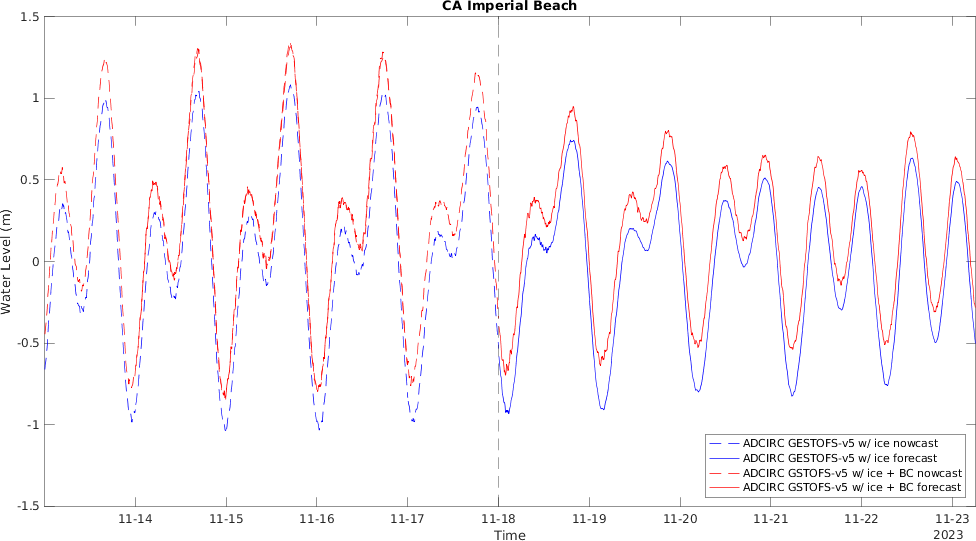 CA Imperial Beach
1.5
1
0.5
0
-0.5
-1
-1.5
Water Level (m)
11-14 11-15 11-16 11-17 11-18 11-19 11-20 11-21 11-22 11-23
Time 2023
ADCIRC GESTOFS-v5 w/ ice nowcast
ADCIRC GESTOFS-v5 w/ ice forecast
ADCIRC GSTOFS-v5 w/ ice + BC nowcast
ADCIRC GSTOFS-v5 w/ ice + BC forecast